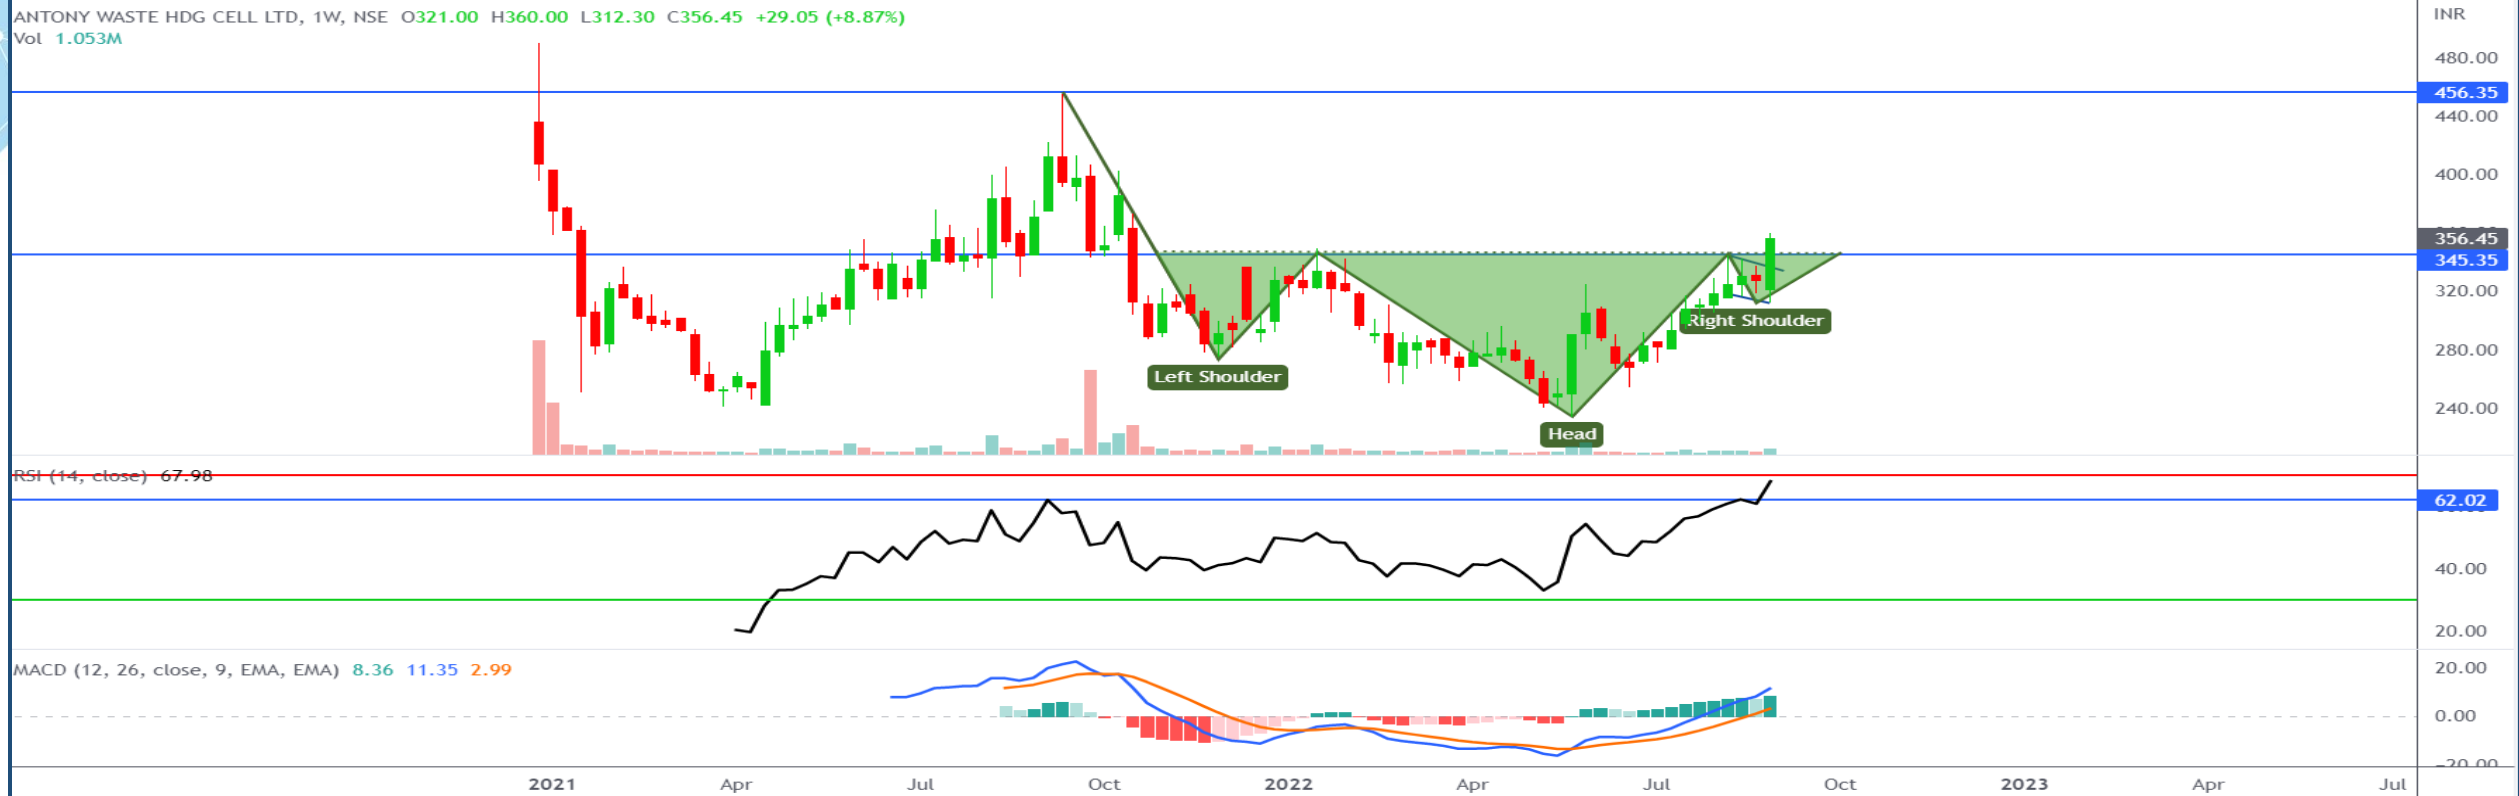 ANTONY WASTE HDG CELL LTD, 1W, NSE O321.00 H360.00 L312.30 C356.45 +29.05 (+8.87%)
Vol 1.053M
INR
480.00
456.35
440.00
400.00
356.45
345.35
320.00
280.00
240.00
Right Shoulder
Left Shoulder
Head
RSI (14, close) 67.98
62.02
40.00
20.00
MACD (12, 26, close, 9, EMA, EMA) 8.36 11.35 2.99
20.00
0.00
-20.00
2021 Apr Jul Oct 2022 Apr Jul Oct 2023 Apr Jul